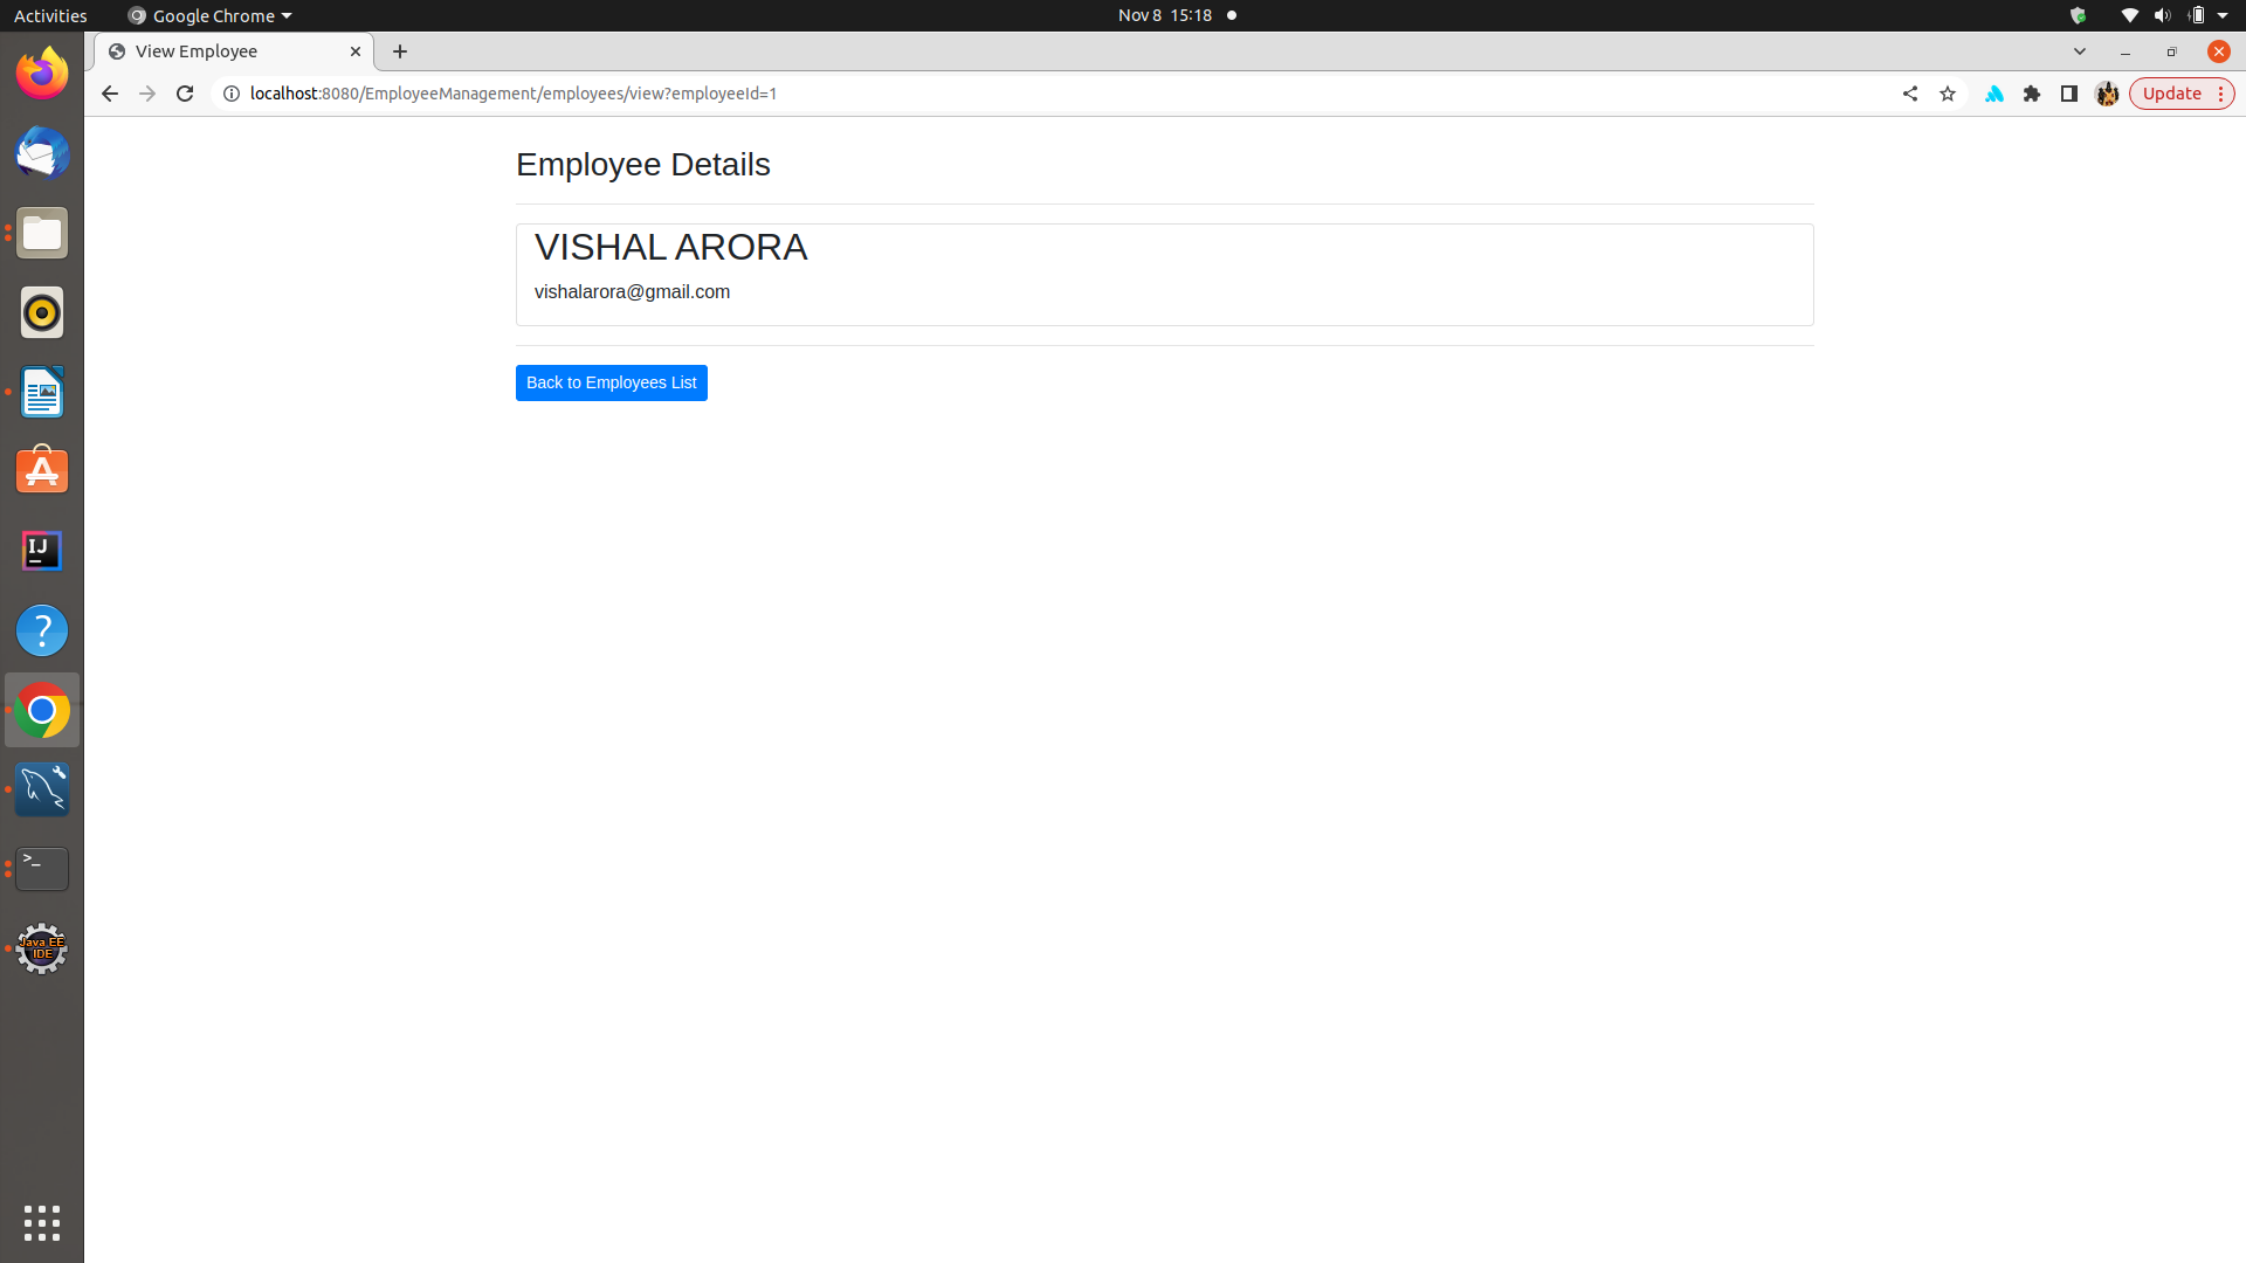 Activities
Google Chrome
Nov 8 15:18
View Employee
localhost:8080/EmployeeManagement/employees/view?employeeId=1
Update
Employee Details
VISHAL ARORA
vishalarora@gmail.com
Back to Employees List
IJ
>_
Java EE
IDE